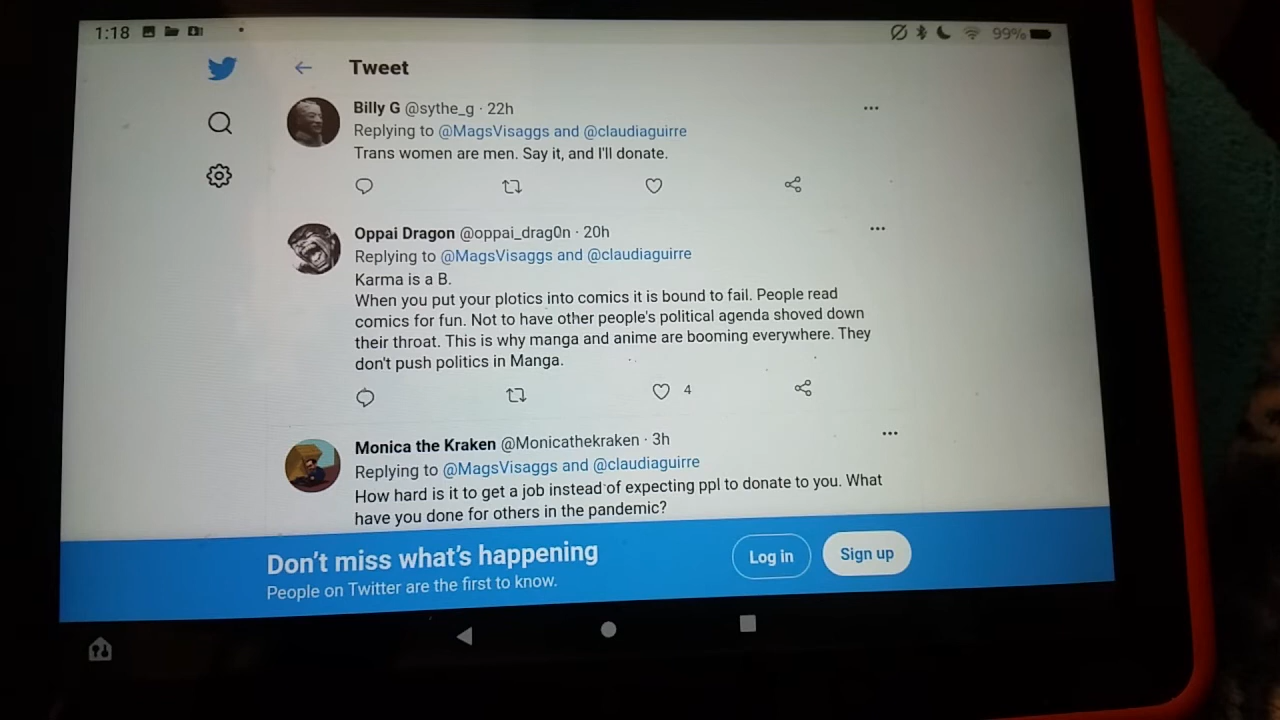 1:18 99%
Tweet
Billy G @sythe_g · 22h
Replying to @MagsVisaggs and @claudiaguirre
Trans women are men. Say it, and I'll donate.
Oppai Dragon @oppai_drag0n · 20h
Replying to @MagsVisaggs and @claudiaguirre
Karma is a B.
When you put your plotics into comics it is bound to fail. People read
comics for fun. Not to have other people's political agenda shoved down
their throat. This is why manga and anime are booming everywhere. They
don't push politics in Manga.
4
Monica the Kraken @Monicathekraken · 3h
Replying to @MagsVisaggs and @claudiaguirre
How hard is it to get a job instead of expecting ppl to donate to you. What
have you done for others in the pandemic?
Don't miss what's happening
People on Twitter are the first to know.
Log in
Sign up